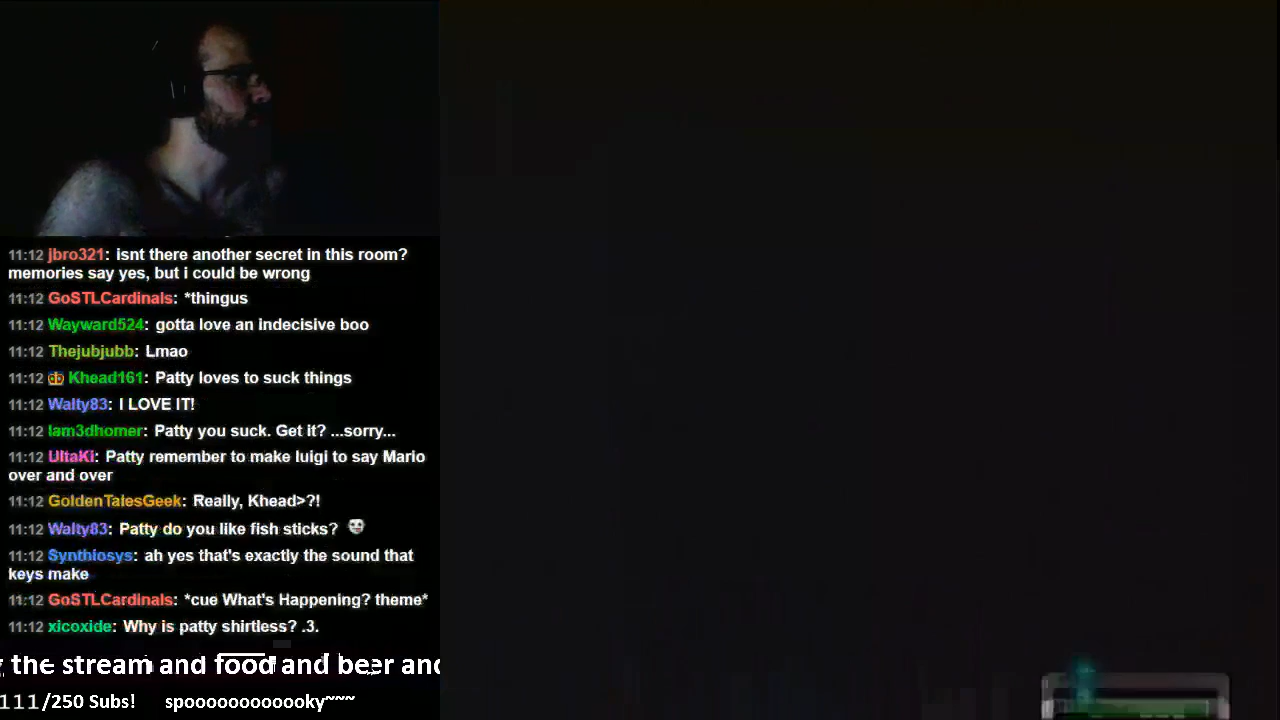 11:12 jbro321: isnt there another secret in this room?
memories say yes, but i could be wrong
11:12 GoSTLCardinals: *thingus
11:12 Wayward524: gotta love an indecisive boo
11:12 Thejubjubb: Lmao
11:12 Khead161: Patty loves to suck things
11:12 Walty83: I LOVE IT!
11:12 Iam3dhomer: Patty you suck. Get it? ...sorry...
11:12 UltaKi: Patty remember to make luigi to say Mario
over and over
11:12 GoldenTalesGeek: Really, Khead>?!
11:12 Walty83: Patty do you like fish sticks?
11:12 Synthiosys: ah yes that's exactly the sound that
keys make
11:12 GoSTLCardinals: *cue What's Happening? theme*
11:12 xicoxide: Why is patty shirtless? .3.
the stream and food and beer and
111/250 Subs! spooooooooooky~~~